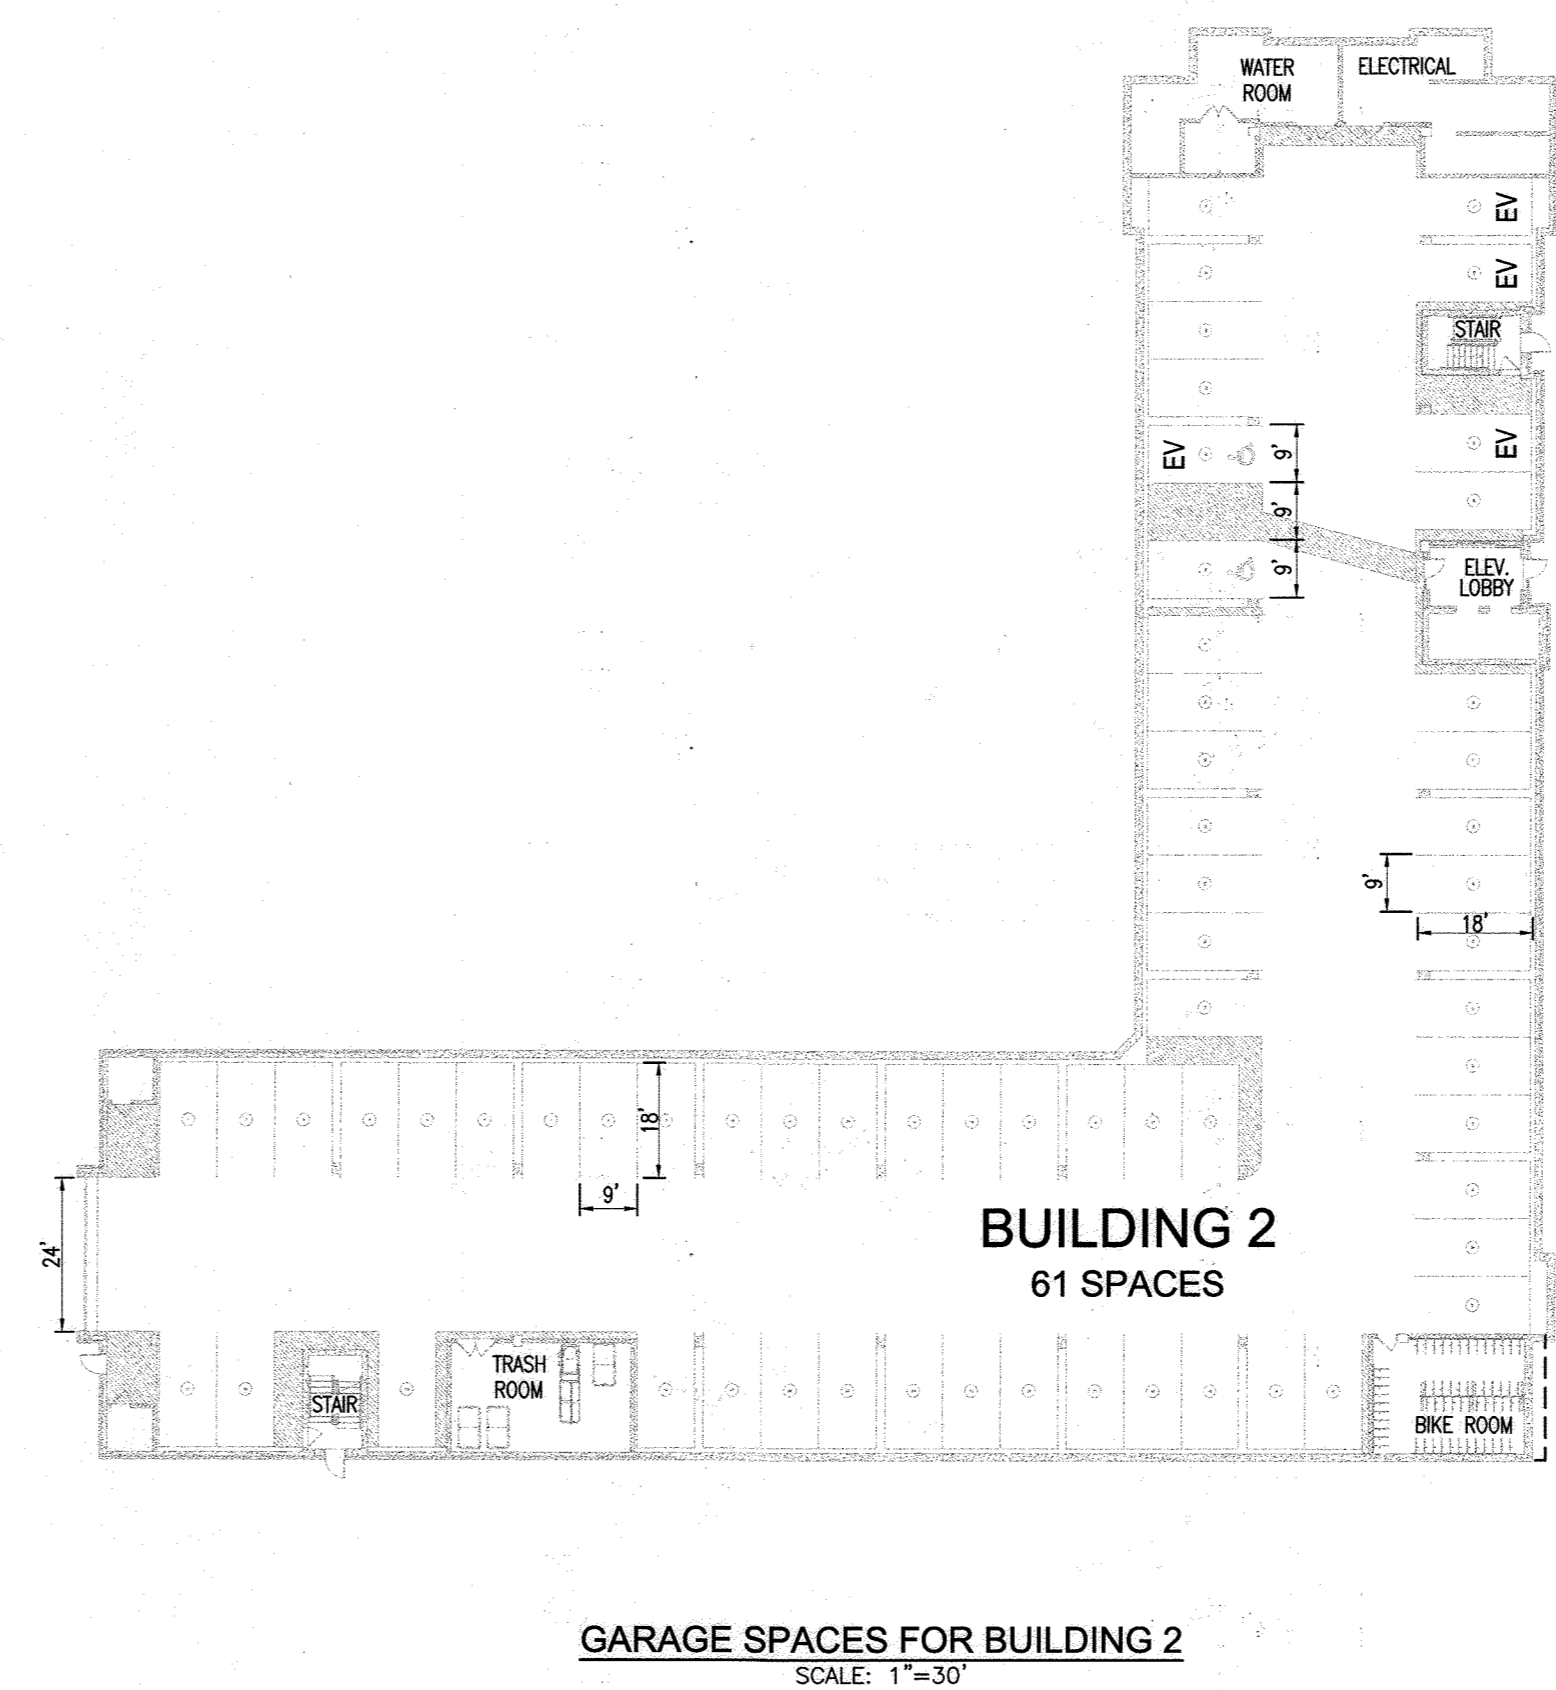 WATER
ROOM
ELECTRICAL
EV
EV
STAIR
EV
EV
9'
9'
9'
ELEV.
LOBBY
9'
18'
18'
9'
24'
BUILDING 2
61 SPACES
TRASH
ROOM
STAIR
BIKE ROOM
GARAGE SPACES FOR BUILDING 2
SCALE: 1"=30'